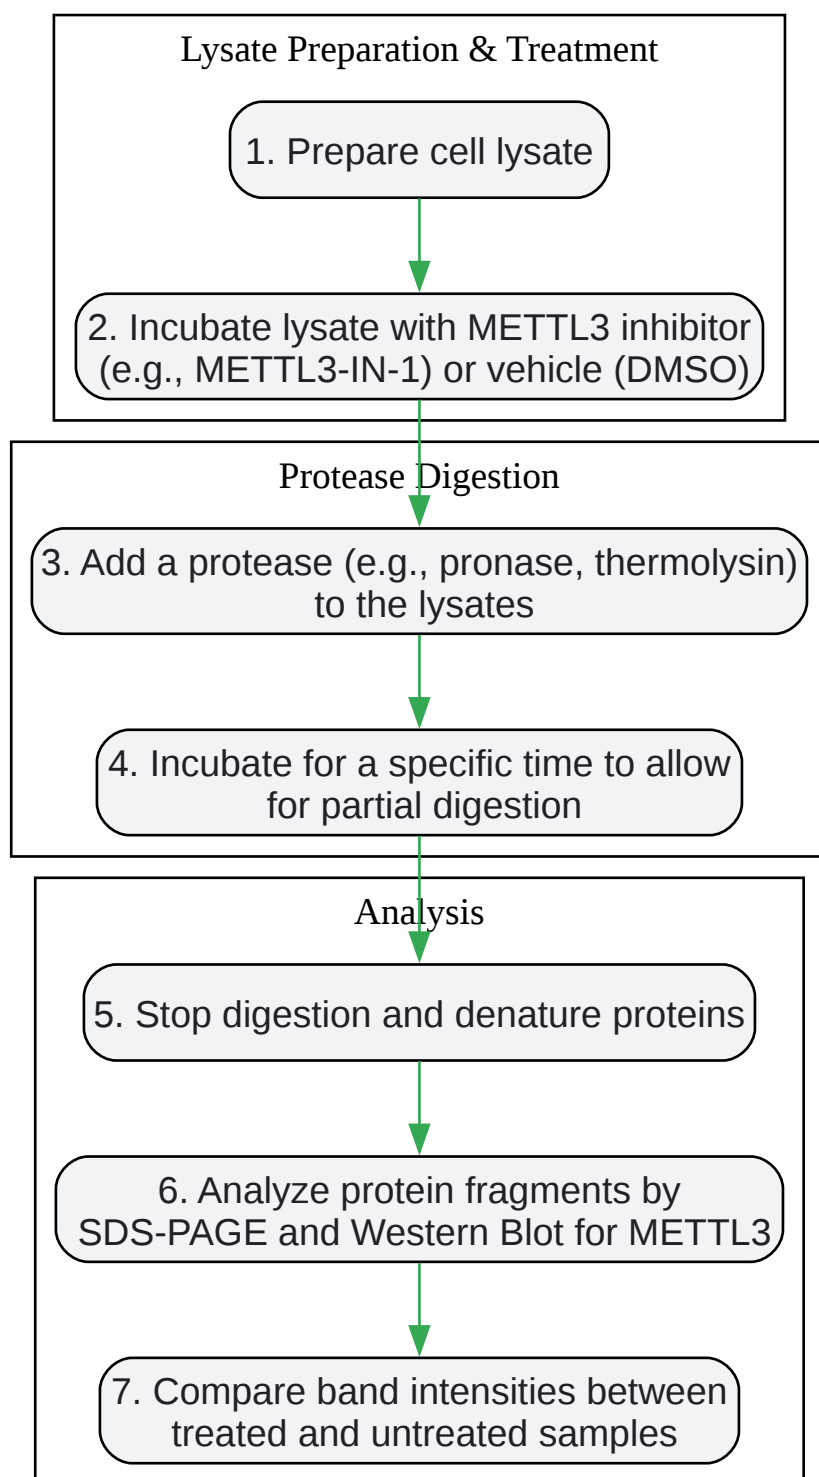 Lysate Preparation & Treatment
1. Prepare cell lysate
2. Incubate lysate with METTL3 inhibitor
(e.g., METTL3-IN-1) or vehicle (DMSO)
Protease Digestion
3. Add a protease (e.g., pronase, thermolysin)
to the lysates
4. Incubate for a specific time to allow
for partial digestion
Analysis
5. Stop digestion and denature proteins
6. Analyze protein fragments by
SDS-PAGE and Western Blot for METTL3
7. Compare band intensities between
treated and untreated samples